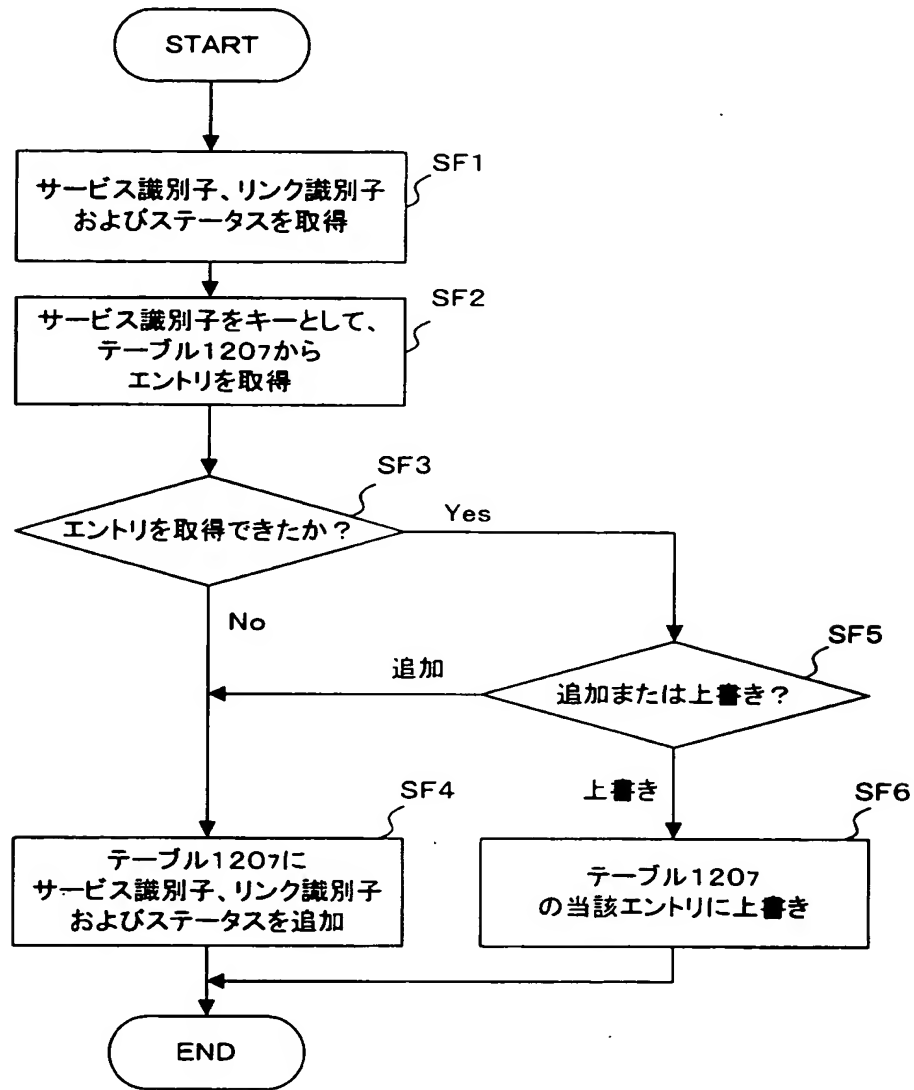 START
SF1
サービス識別子、リンク識別子
およびステータスを取得
SF2
サービス識別子をキーとして、
テーブル1207から
エントリを取得
SF3
エントリを取得できたか？
Yes
No
SF5
追加または上書き？
追加
上書き
SF4
テーブル1207に
サービス識別子、リンク識別子
およびステータスを追加
SF6
テーブル1207
の当該エントリに上書き
END